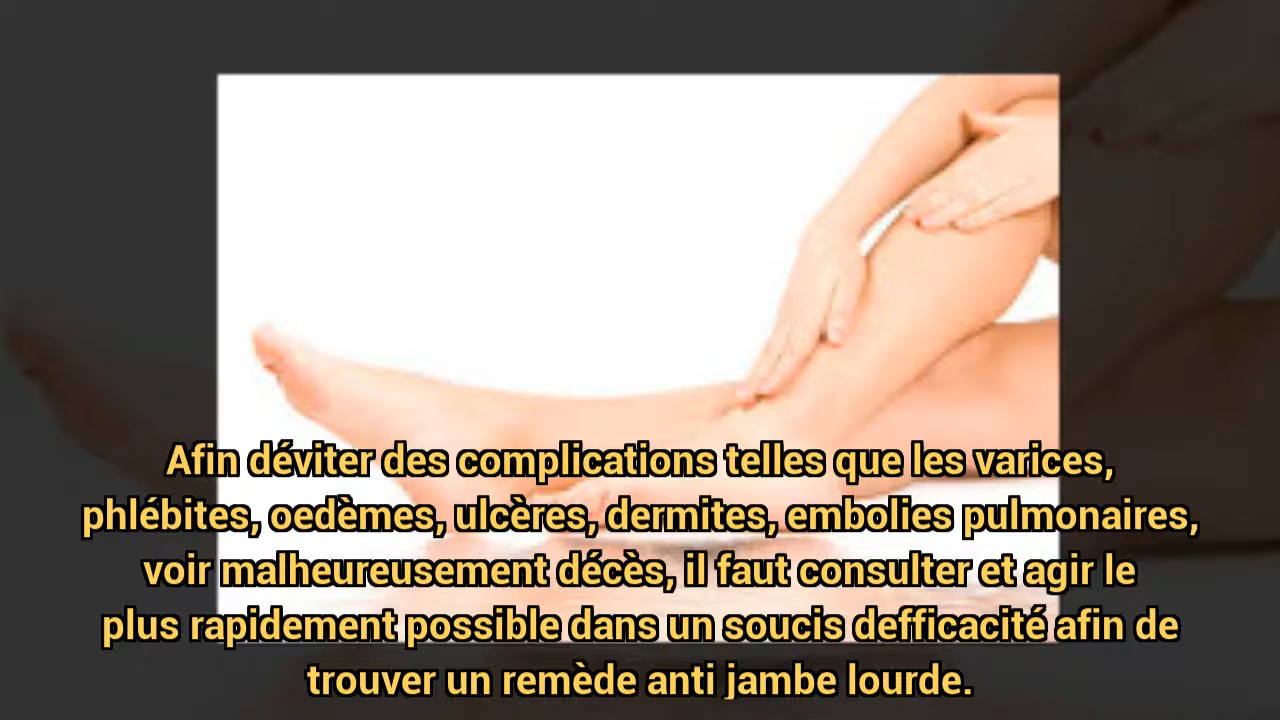 Afin déviter des complications telles que les varices,
phlébites, oedèmes, ulcères, dermites, embolies pulmonaires,
voir malheureusement décès, il faut consulter et agir le
plus rapidement possible dans un soucis defficacité afin de
trouver un remède anti jambe lourde.